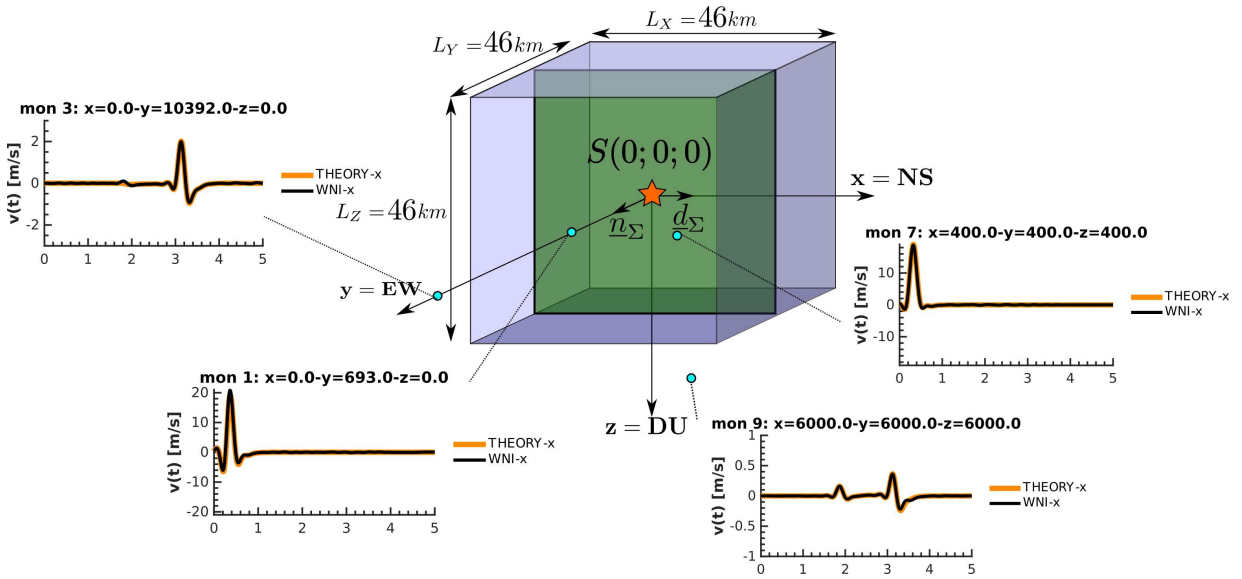 L_X = 46km
L_Y = 46km
mon 3: x=0.0-y=10392.0-z=0.0
v(t) [m/s]
2
0
-2
0 1 2 3 4 5
THEORY-x
WNI-x
L_Z = 46km
S(0; 0; 0)
x = NS
n_Σ
d_Σ
y = EW
z = DU
mon 7: x=400.0-y=400.0-z=400.0
v(t) [m/s]
10
0
-10
0 1 2 3 4 5
THEORY-x
WNI-x
mon 1: x=0.0-y=693.0-z=0.0
v(t) [m/s]
20
10
0
-10
-20
0 1 2 3 4 5
THEORY-x
WNI-x
mon 9: x=6000.0-y=6000.0-z=6000.0
v(t) [m/s]
1
0.5
0
-0.5
-1
0 1 2 3 4 5
THEORY-x
WNI-x